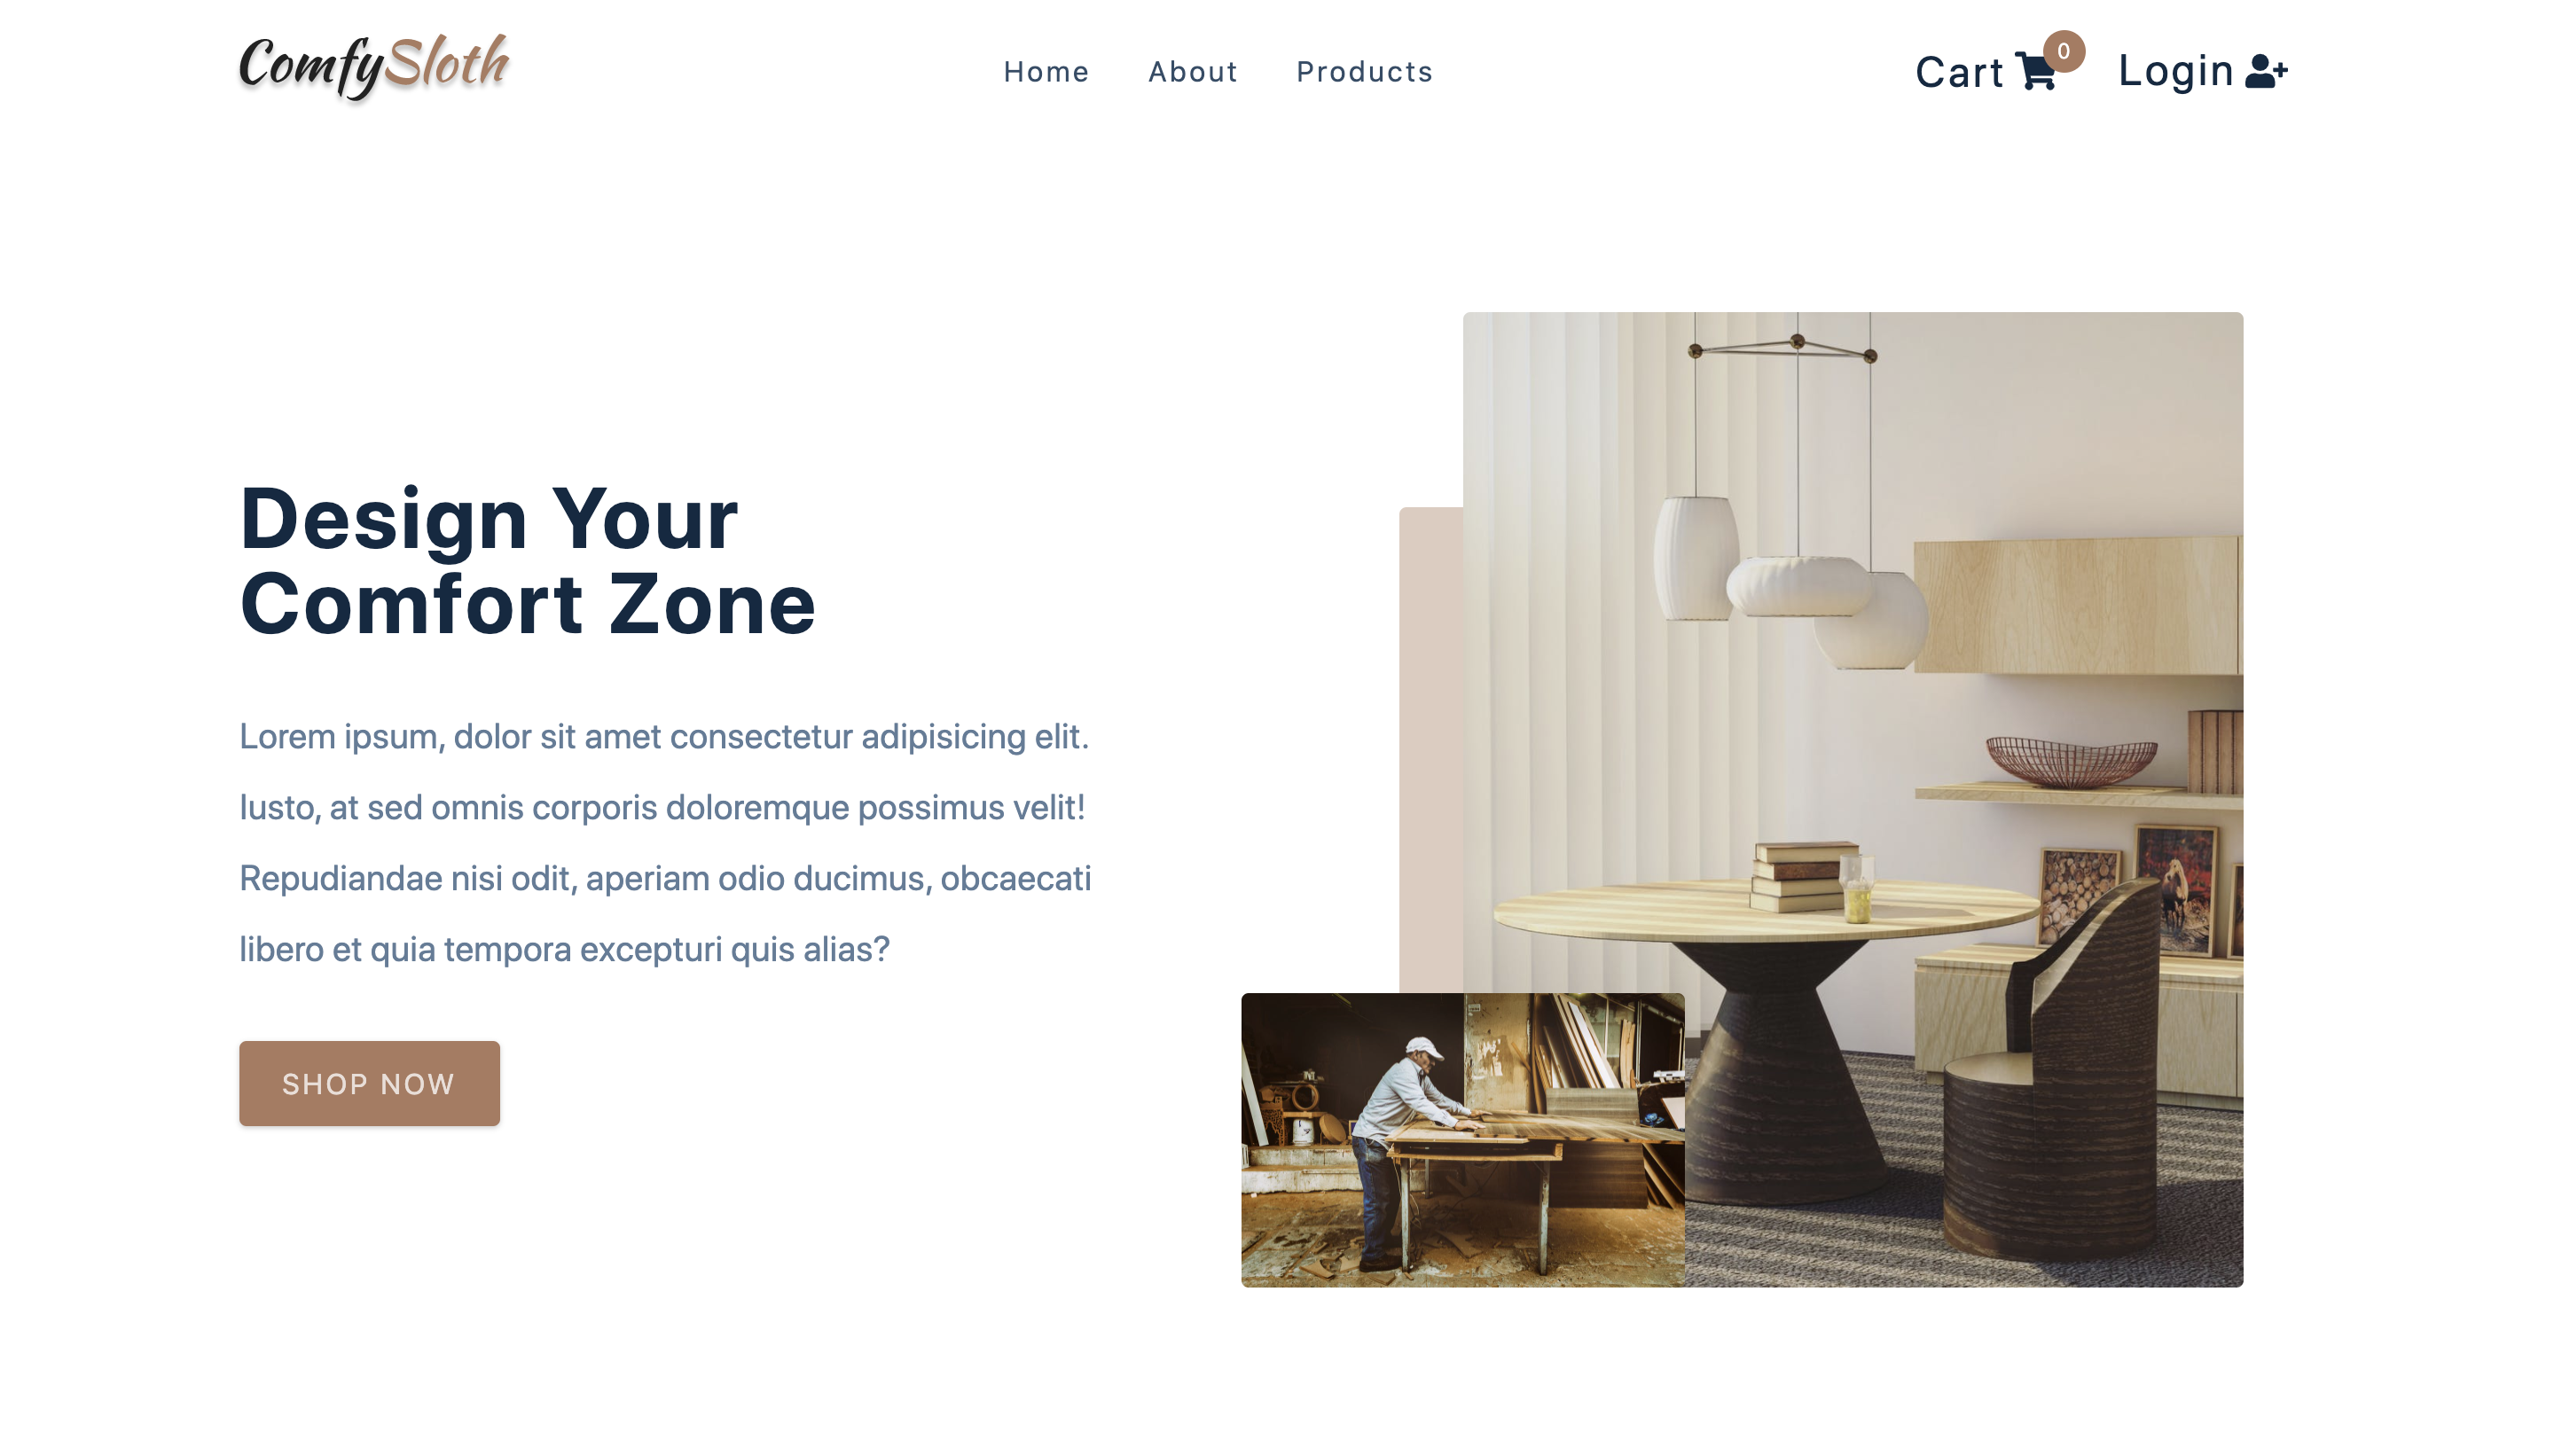 ComfySloth
Home About Products
Cart 0 Login
Design Your
Comfort Zone
Lorem ipsum, dolor sit amet consectetur adipisicing elit.
Iusto, at sed omnis corporis doloremque possimus velit!
Repudiandae nisi odit, aperiam odio ducimus, obcaecati
libero et quia tempora excepturi quis alias?
SHOP NOW